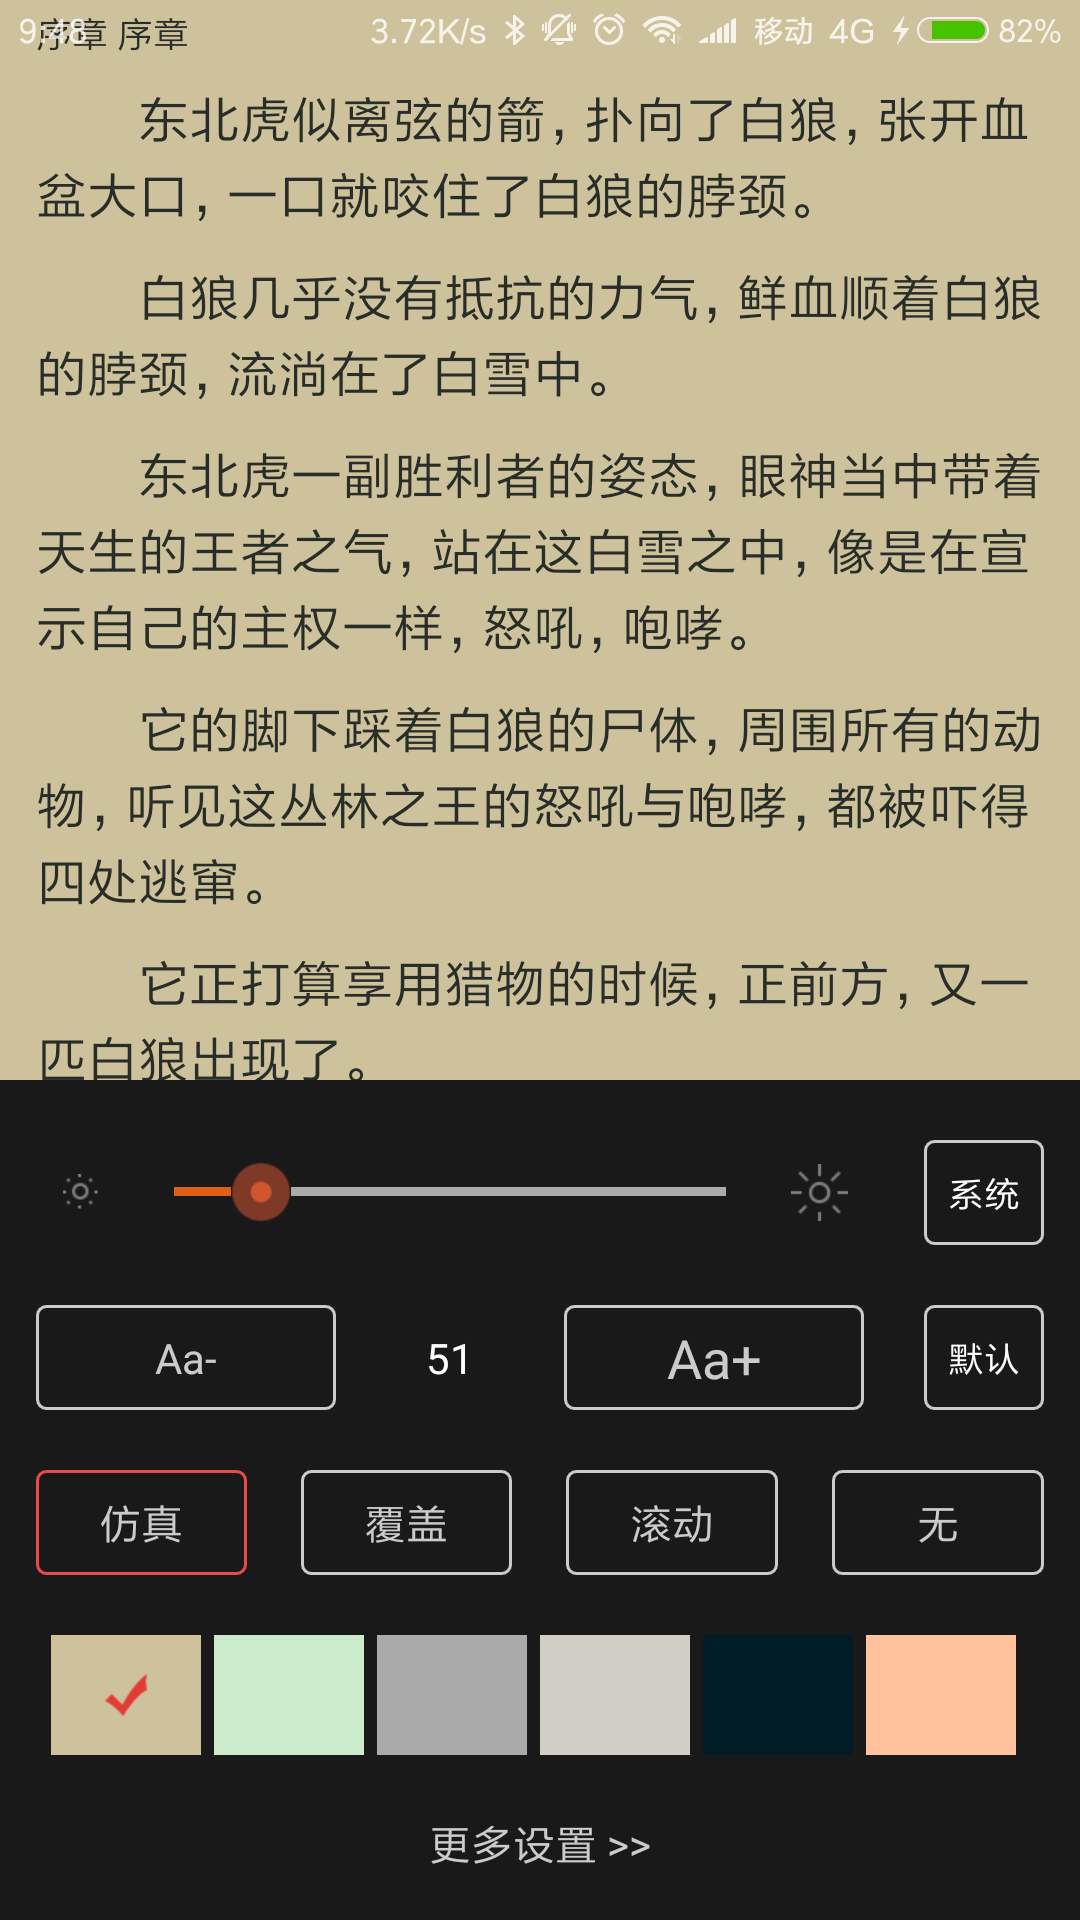 9:48 序章 序章 3.72K/s 移动 4G 82%
东北虎似离弦的箭，扑向了白狼，张开血
盆大口，一口就咬住了白狼的脖颈。
白狼几乎没有抵抗的力气，鲜血顺着白狼
的脖颈，流淌在了白雪中。
东北虎一副胜利者的姿态，眼神当中带着
天生的王者之气，站在这白雪之中，像是在宣
示自己的主权一样，怒吼，咆哮。
它的脚下踩着白狼的尸体，周围所有的动
物，听见这丛林之王的怒吼与咆哮，都被吓得
四处逃窜。
它正打算享用猎物的时候，正前方，又一
匹白狼出现了。
系统
Aa- 51 Aa+ 默认
仿真 覆盖 滚动 无
更多设置 >>